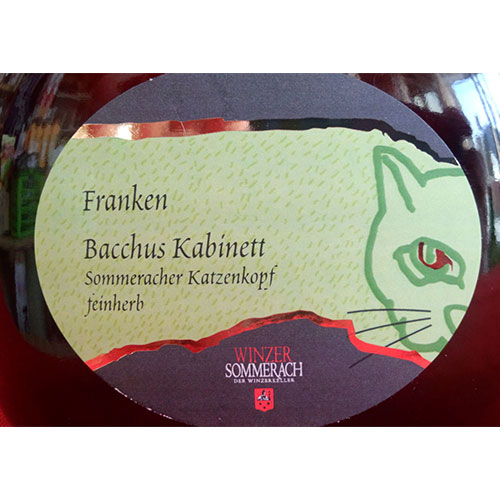 Franken
Bacchus Kabinett
Sommeracher Katzenkopf
feinherb
WINZER
SOMMERACH
DER WINZERKELLER